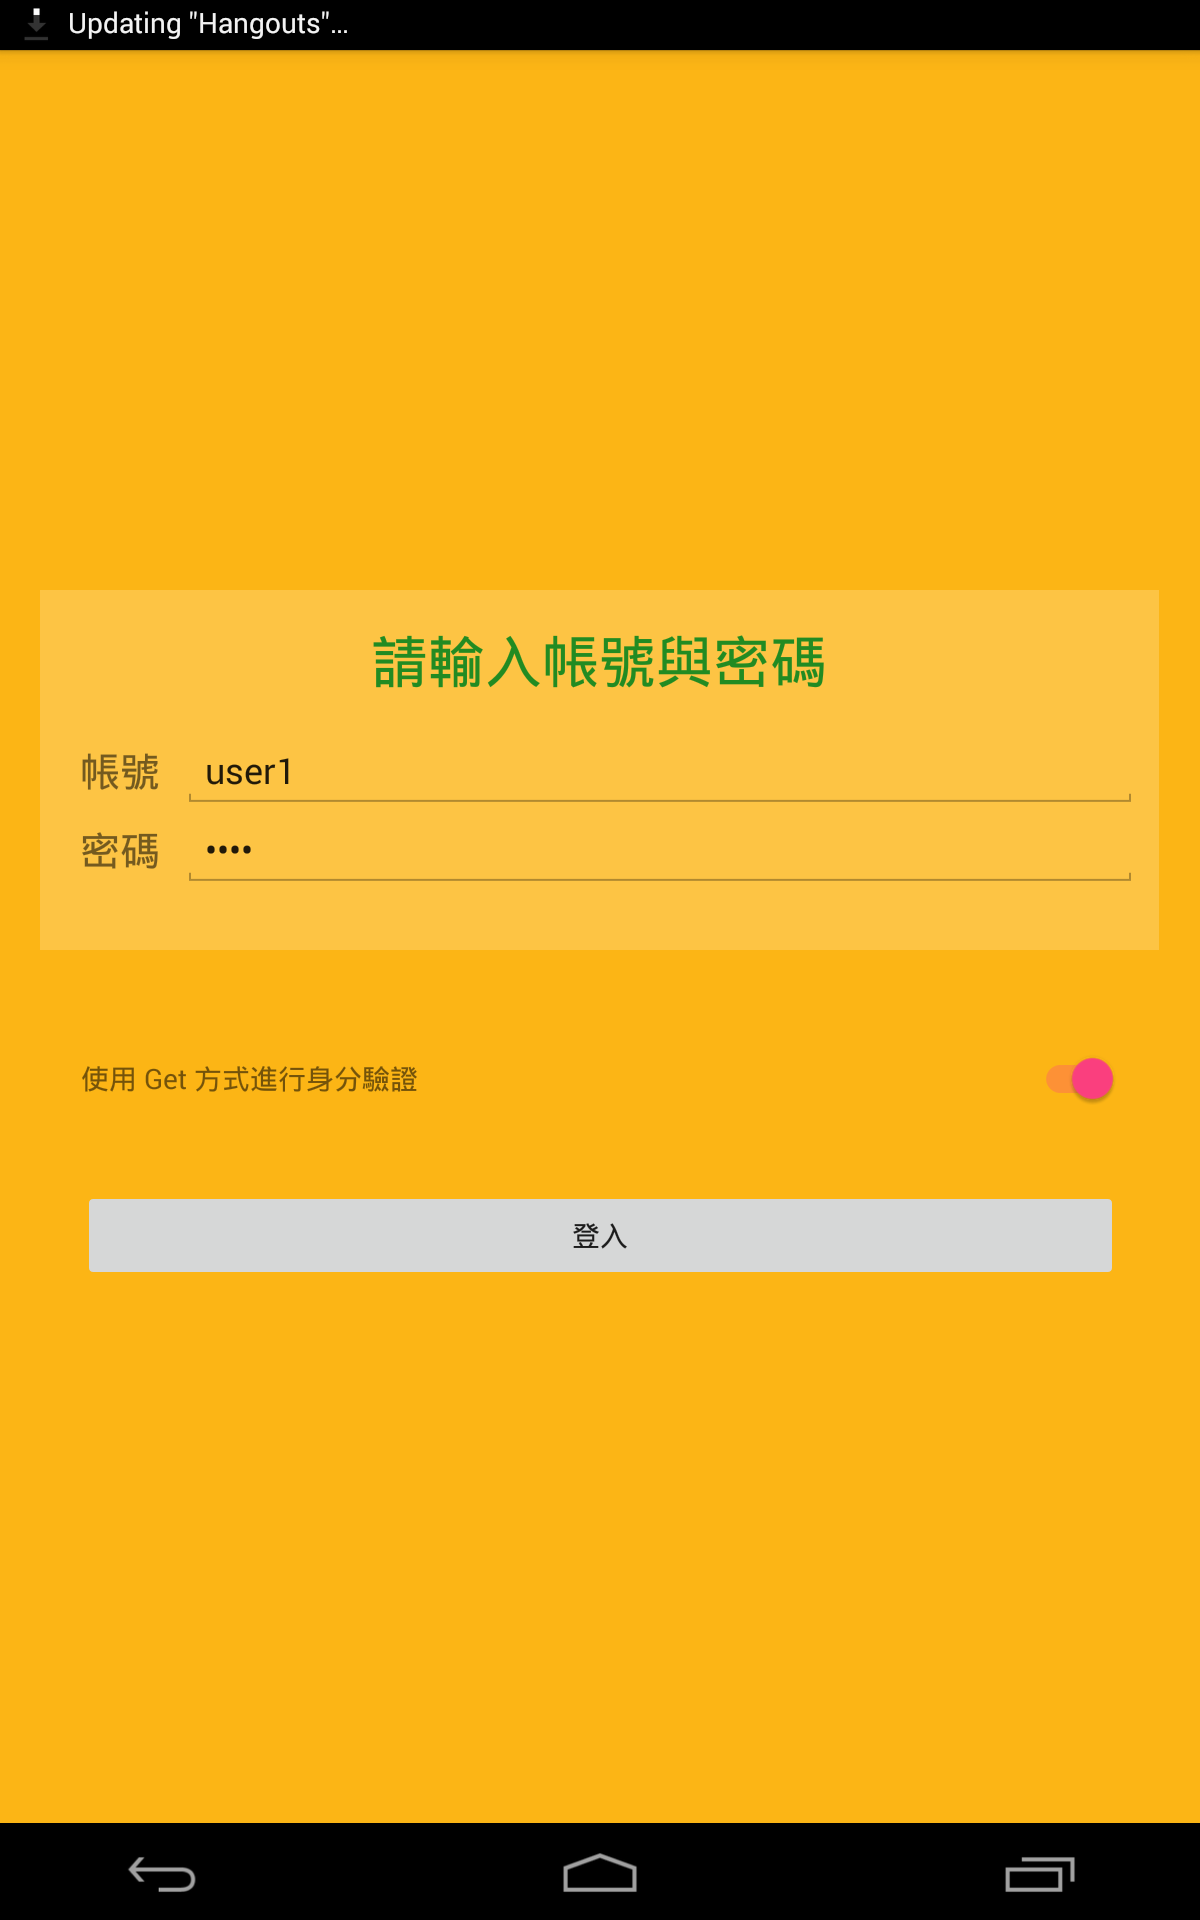 Updating "Hangouts"...
請輸入帳號與密碼
帳號 user1
密碼 ••••
使用 Get 方式進行身分驗證
登入